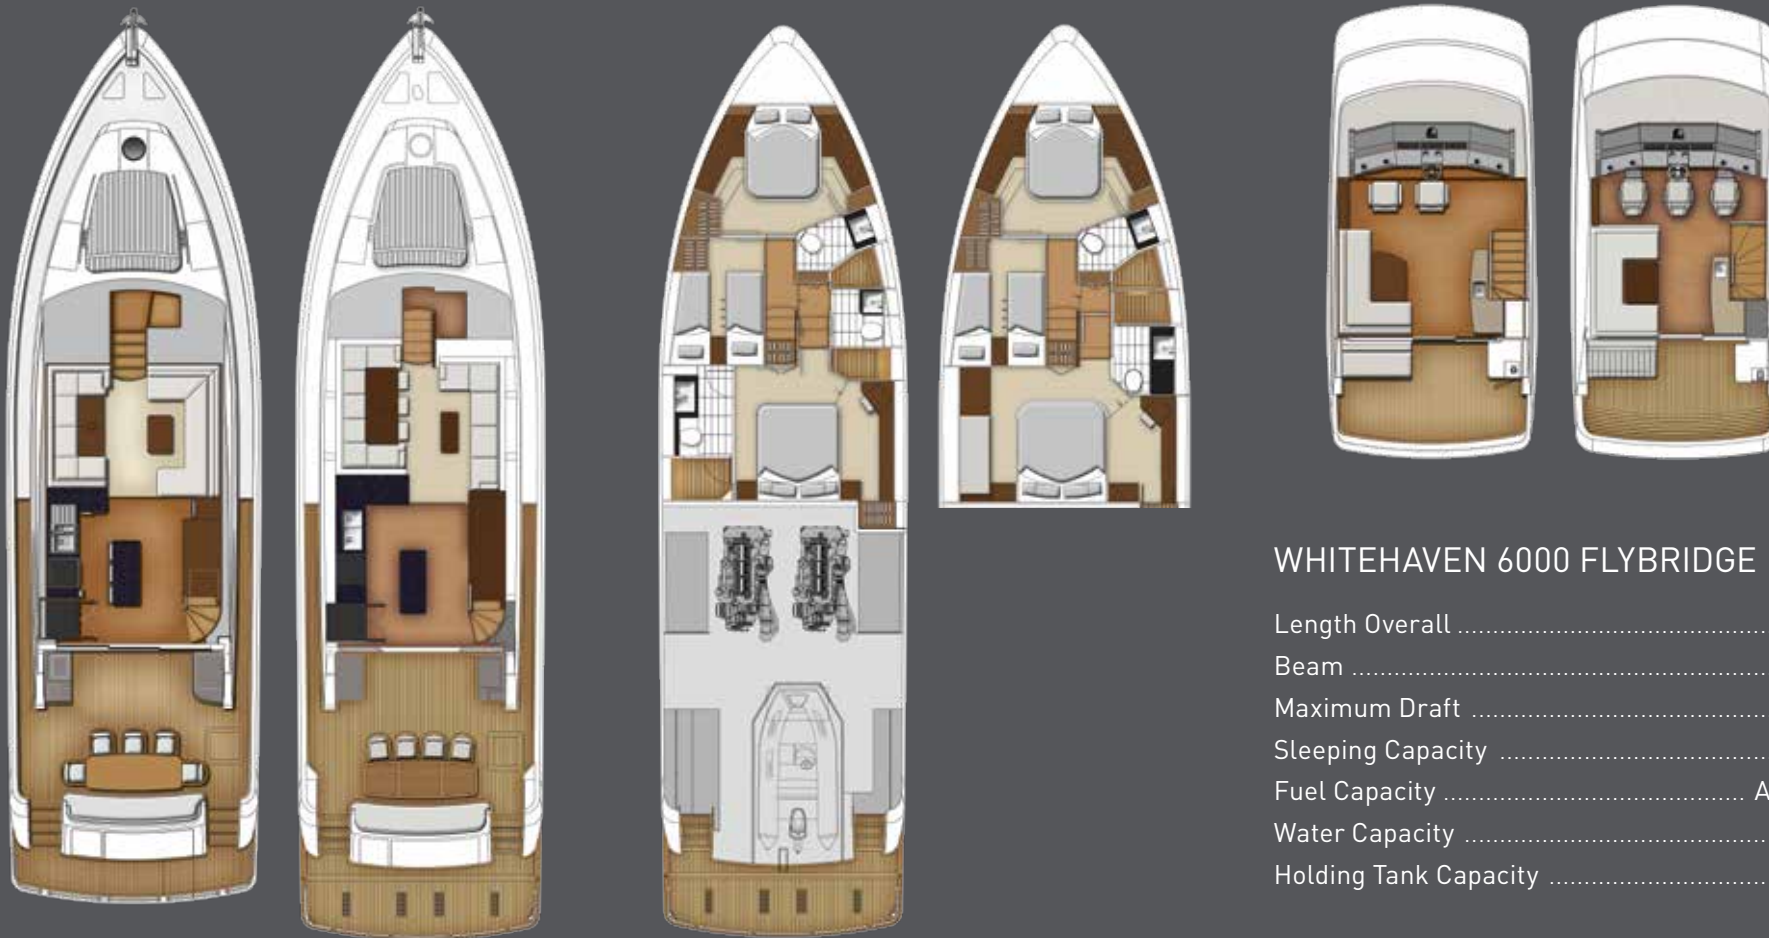 WHITEHAVEN 6000 FLYBRIDGE
Length Overall ........................................
Beam ........................................................
Maximum Draft ......................................
Sleeping Capacity ..................................
Fuel Capacity ........................................... A
Water Capacity .......................................
Holding Tank Capacity ...........................